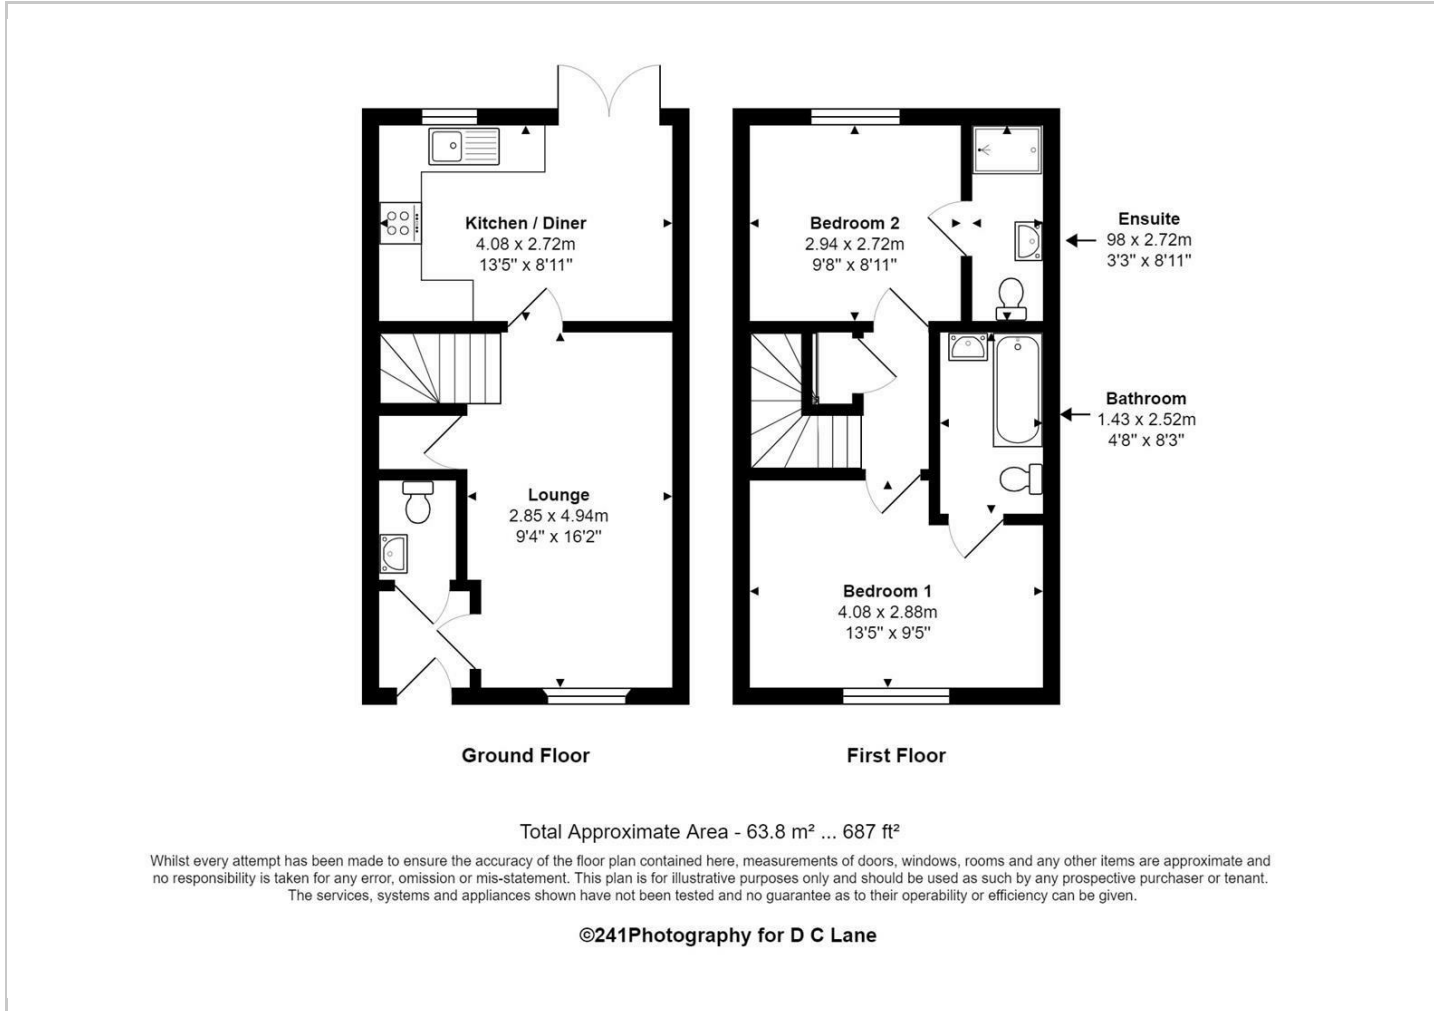 Kitchen / Diner
4.08 x 2.72m
13'5" x 8'11"
Lounge
2.85 x 4.94m
9'4" x 16'2"
Ground Floor
Bedroom 2
2.94 x 2.72m
9'8" x 8'11"
Ensuite
98 x 2.72m
3'3" x 8'11"
Bathroom
1.43 x 2.52m
4'8" x 8'3"
Bedroom 1
4.08 x 2.88m
13'5" x 9'5"
First Floor
Total Approximate Area - 63.8 m² ... 687 ft²
Whilst every attempt has been made to ensure the accuracy of the floor plan contained here, measurements of doors, windows, rooms and any other items are approximate and
no responsibility is taken for any error, omission or mis-statement. This plan is for illustrative purposes only and should be used as such by any prospective purchaser or tenant.
The services, systems and appliances shown have not been tested and no guarantee as to their operability or efficiency can be given.
©241Photography for D C Lane